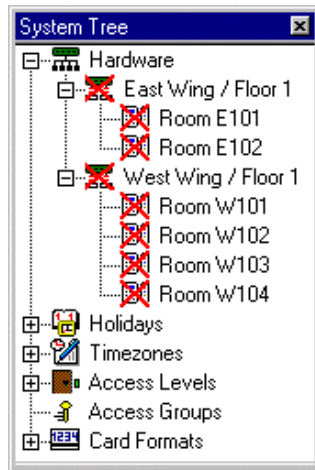 System Tree
Hardware
East Wing / Floor 1
Room E101
Room E102
West Wing / Floor 1
Room W101
Room W102
Room W103
Room W104
Holidays
Timezones
Access Levels
Access Groups
1234 Card Formats